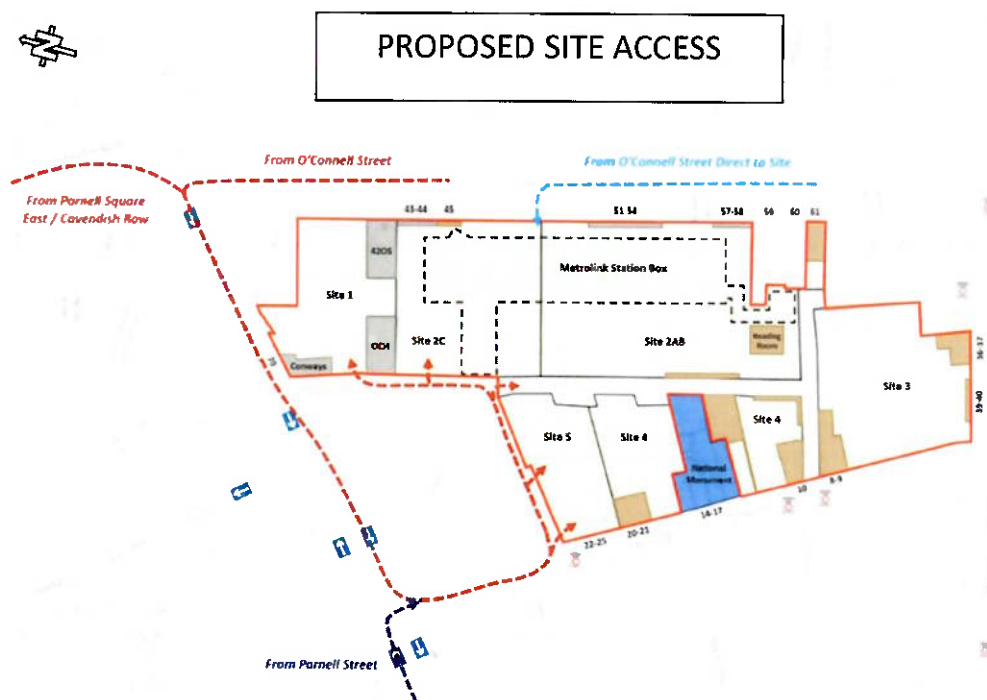 PROPOSED SITE ACCESS
From O'Connell Street
From O'Connell Street Direct to Site
From Parnell Square
East / Cavendish Row
43-44
45
51-54
57-58
59
60
61
42OS
Metrolink Station Box
Site 1
OC4
Site 2C
Site 2AB
Reading
Room
Conways
70
Site 3
36-37
39-40
Site 5
Site 4
Site 4
National
Monument
22-25
20-21
14-17
10
8-9
From Parnell Street